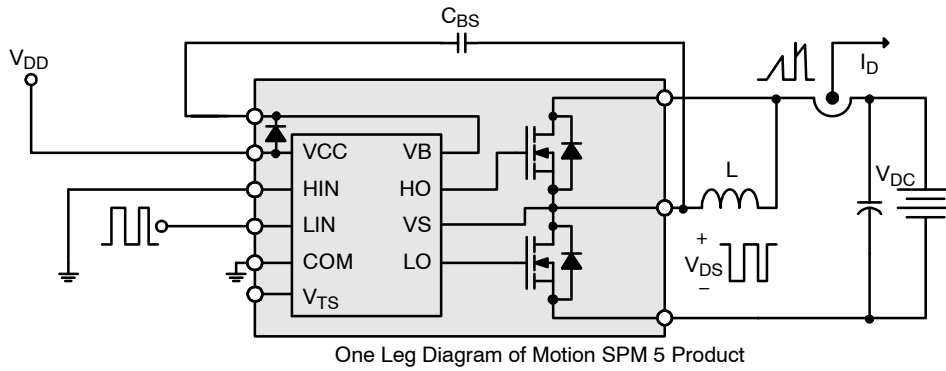 C_BS
V_DD
I_D
VCC VB
HIN HO
LIN VS
COM LO
V_TS
L
V_DC
+
V_DS
–
One Leg Diagram of Motion SPM 5 Product